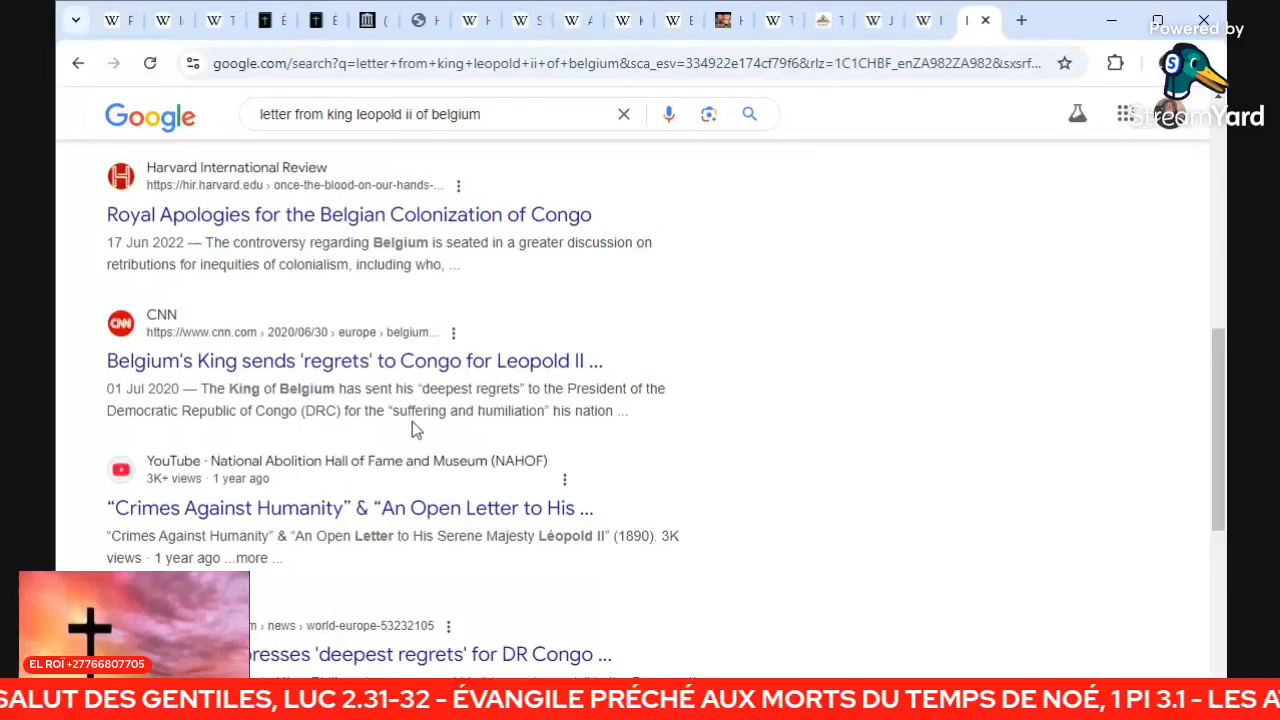 F
T
É
É
(
H
H
S
A
K
E
H
T
T
J
I
I
Powered by
google.com/search?q=letter+from+king+leopold+ii+of+belgium&sca_esv=334922e174cf79f6&rlz=1C1CHBF_enZA982ZA982&sxsrf...
S
StreamYard
Google
letter from king leopold ii of belgium
Harvard International Review
https://hir.harvard.edu › once-the-blood-on-our-hands-...
Royal Apologies for the Belgian Colonization of Congo
17 Jun 2022 — The controversy regarding Belgium is seated in a greater discussion on
retributions for inequities of colonialism, including who, ...
CNN
CNN
https://www.cnn.com › 2020/06/30 › europe › belgium...
Belgium's King sends 'regrets' to Congo for Leopold II ...
01 Jul 2020 — The King of Belgium has sent his “deepest regrets” to the President of the
Democratic Republic of Congo (DRC) for the “suffering and humiliation” his nation ...
YouTube · National Abolition Hall of Fame and Museum (NAHOF)
3K+ views · 1 year ago
“Crimes Against Humanity” & “An Open Letter to His ...
“Crimes Against Humanity” & “An Open Letter to His Serene Majesty Léopold II” (1890). 3K
views · 1 year ago ...more ...
m › news › world-europe-53232105
presses 'deepest regrets' for DR Congo ...
EL ROÏ +27766807705
SALUT DES GENTILES, LUC 2.31-32 - ÉVANGILE PRÉCHÉ AUX MORTS DU TEMPS DE NOÉ, 1 PI 3.1 - LES